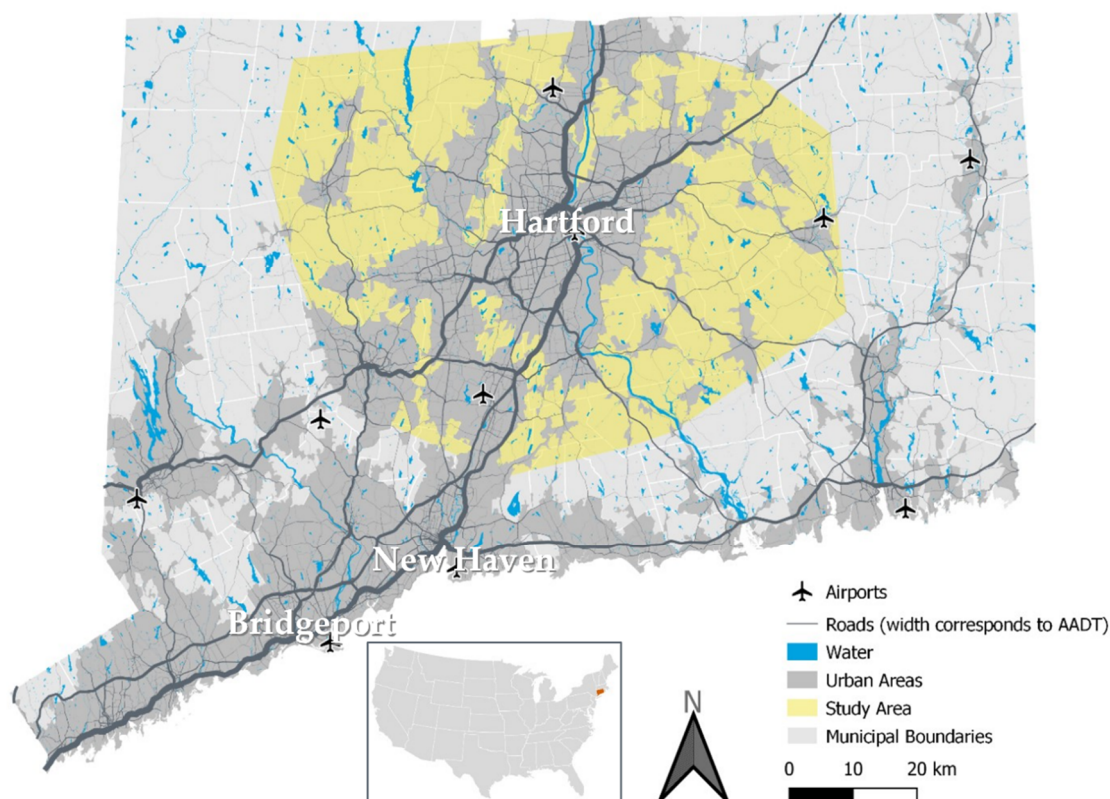 Hartford
New Haven
Bridgeport
Airports
Roads (width corresponds to AADT)
Water
Urban Areas
Study Area
Municipal Boundaries
N
0 10 20 km